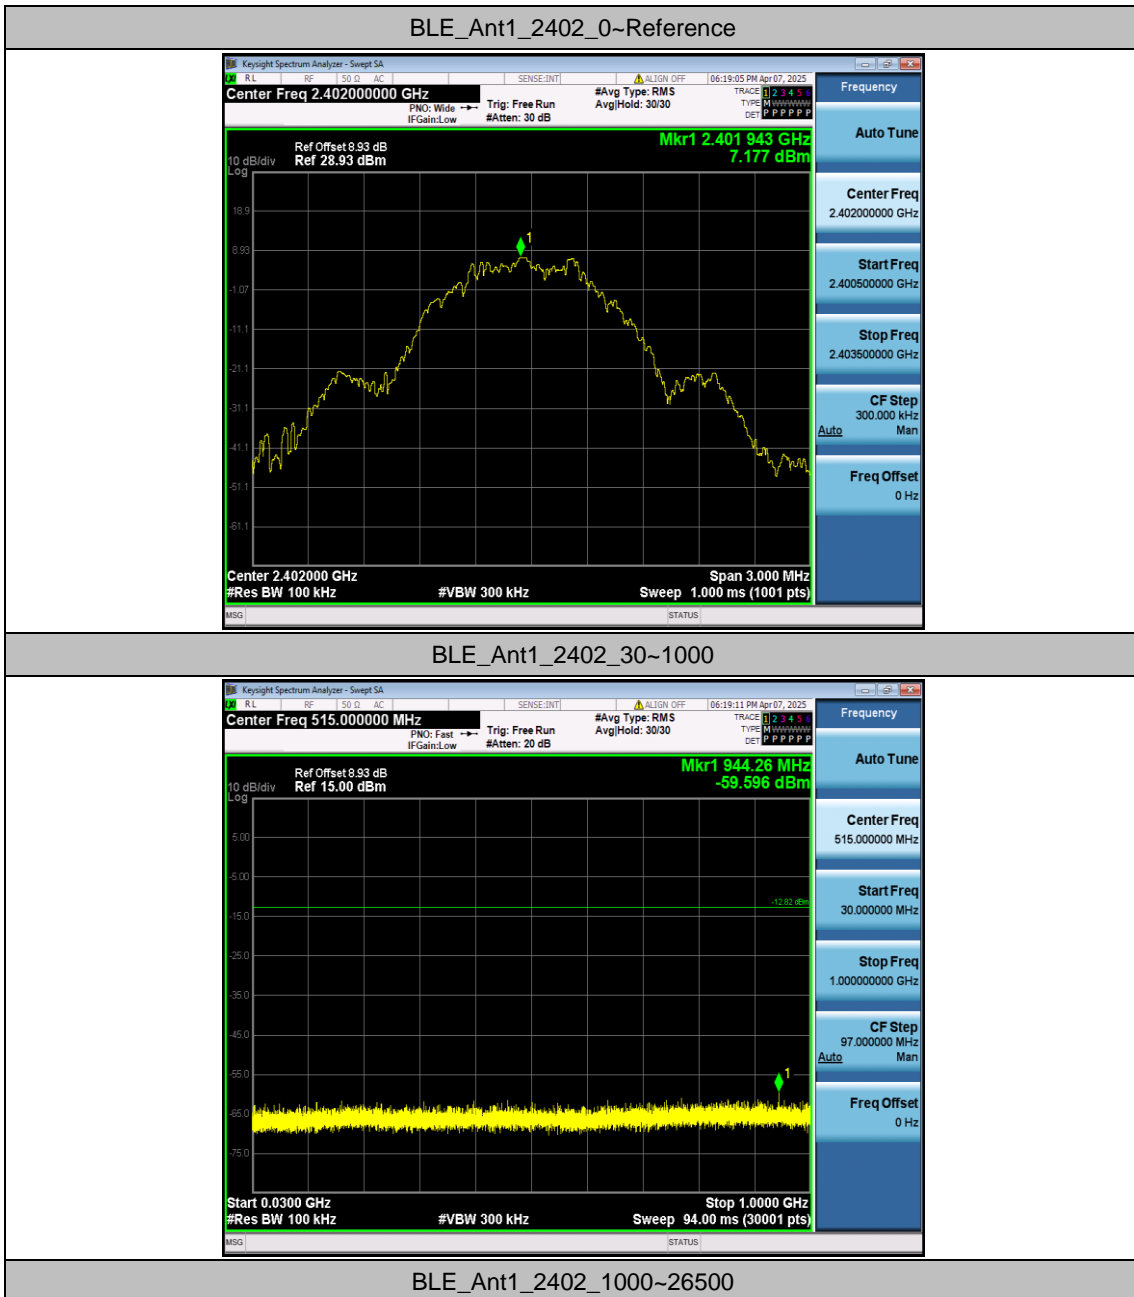 BLE_Ant1_2402_0~Reference
Keysight Spectrum Analyzer - Swept SA
RL RF 50 Ω AC SENSE:INT ALIGN OFF 06:19:05 PM Apr 07, 2025
Center Freq 2.402000000 GHz
PNO: Wide
IFGain:Low
Trig: Free Run
#Atten: 30 dB
#Avg Type: RMS
Avg|Hold: 30/30
TRACE 1 2 3 4 5 6
TYPE M W W W W W
DET P P P P P P
Frequency
Mkr1 2.401 943 GHz
7.177 dBm
Ref Offset 8.93 dB
10 dB/div Ref 28.93 dBm
Log
18.9
8.93
-1.07
-11.1
-21.1
-31.1
-41.1
-51.1
-61.1
1
Center 2.402000 GHz Span 3.000 MHz
#Res BW 100 kHz #VBW 300 kHz Sweep 1.000 ms (1001 pts)
MSG STATUS
Auto Tune
Center Freq
2.402000000 GHz
Start Freq
2.400500000 GHz
Stop Freq
2.403500000 GHz
CF Step
300.000 kHz
Auto Man
Freq Offset
0 Hz
BLE_Ant1_2402_30~1000
Keysight Spectrum Analyzer - Swept SA
RL RF 50 Ω AC SENSE:INT ALIGN OFF 06:19:11 PM Apr 07, 2025
Center Freq 515.000000 MHz
PNO: Fast
IFGain:Low
Trig: Free Run
#Atten: 20 dB
#Avg Type: RMS
Avg|Hold: 30/30
TRACE 1 2 3 4 5 6
TYPE M W W W W W
DET P P P P P P
Frequency
Mkr1 944.26 MHz
-59.596 dBm
Ref Offset 8.93 dB
10 dB/div Ref 15.00 dBm
Log
5.00
-5.00
-15.0
-25.0
-35.0
-45.0
-55.0
-65.0
-75.0
-12.82 dBm
1
Start 0.0300 GHz Stop 1.0000 GHz
#Res BW 100 kHz #VBW 300 kHz Sweep 94.00 ms (30001 pts)
MSG STATUS
Auto Tune
Center Freq
515.000000 MHz
Start Freq
30.000000 MHz
Stop Freq
1.000000000 GHz
CF Step
97.000000 MHz
Auto Man
Freq Offset
0 Hz
BLE_Ant1_2402_1000~26500